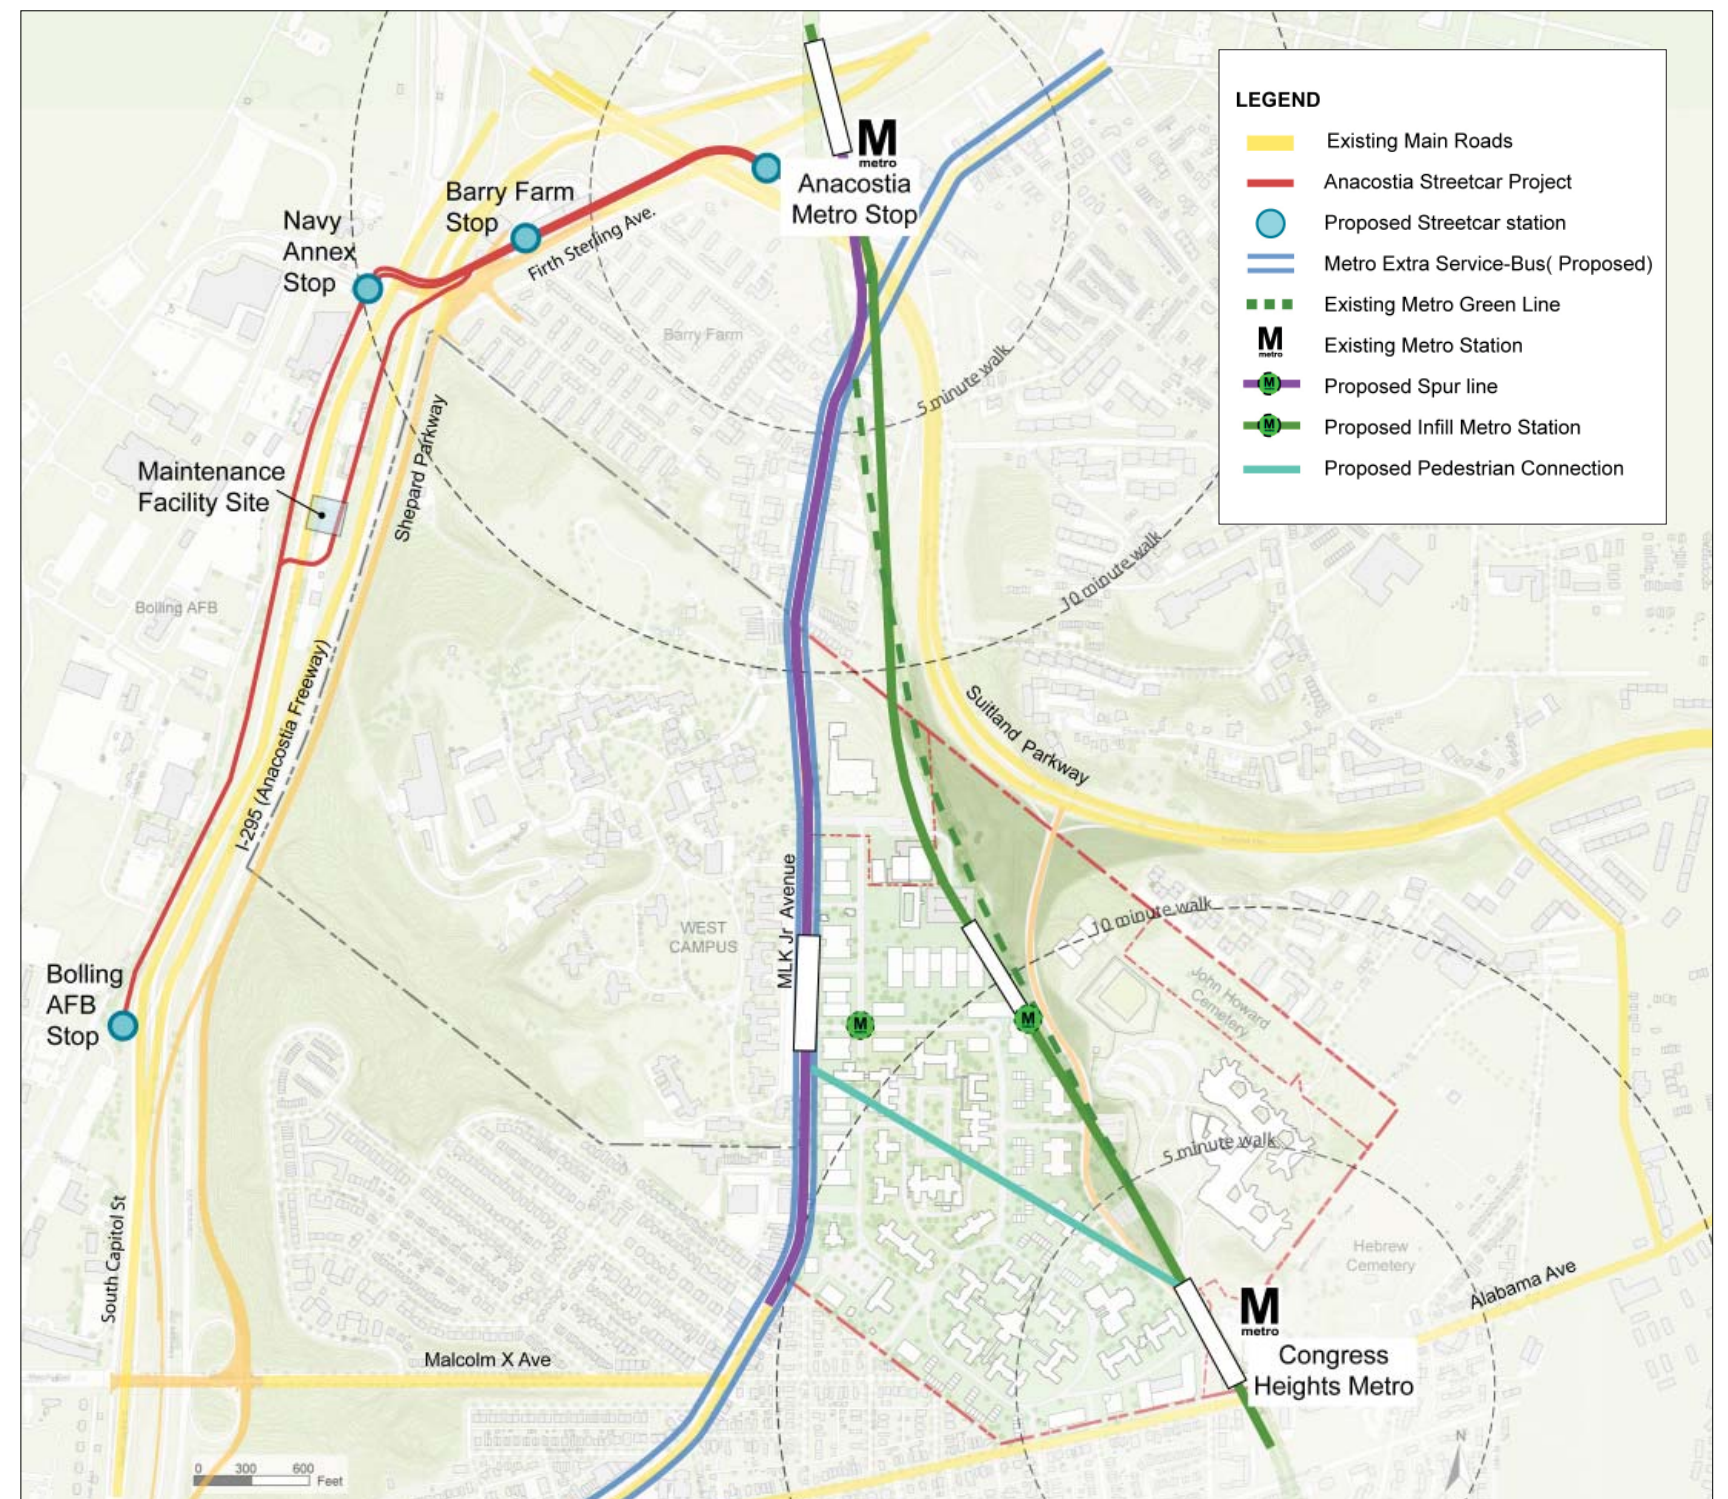 LEGEND
Existing Main Roads
Anacostia Streetcar Project
Proposed Streetcar station
Metro Extra Service-Bus( Proposed)
Existing Metro Green Line
M
metro
Existing Metro Station
M
Proposed Spur line
M
Proposed Infill Metro Station
Proposed Pedestrian Connection
M
metro
Anacostia
Metro Stop
Barry Farm
Stop
Navy
Annex
Stop
Firth Sterling Ave.
Barry Farm
5 minute walk
Shepard Parkway
Maintenance
Facility Site
10 minute walk
Bolling AFB
I-295 (Anacostia Freeway)
Suitland Parkway
MLK Jr Avenue
WEST
CAMPUS
10 minute walk
John Howard
Cemetery
Bolling
AFB
Stop
M
M
5 minute walk
South Capitol St
Hebrew
Cemetery
Alabama Ave
M
metro
Congress
Heights Metro
Malcolm X Ave
0 300 600
Feet
N